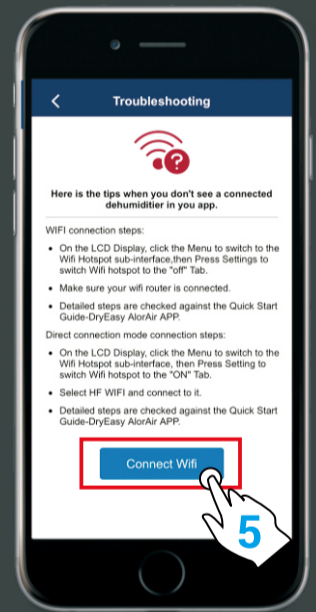 Troubleshooting
?
Here is the tips when you don't see a connected
dehumiditier in you app.
WIFI connection steps:
• On the LCD Display, click the Menu to switch to the
Wifi Hotspot sub-interface,then Press Settings to
switch Wifi hotspot to the "off" Tab.
• Make sure your wifi router is connected.
• Detailed steps are checked against the Quick Start
Guide-DryEasy AlorAir APP.
Direct connection mode connection steps:
• On the LCD Display, click the Menu to switch to the
Wifi Hotspot sub-interface, then Press Setting to
switch Wifi hotspot to the "ON" Tab.
• Select HF WIFI and connect to it.
• Detailed steps are checked against the Quick Start
Guide-DryEasy AlorAir APP.
Connect Wifi
5